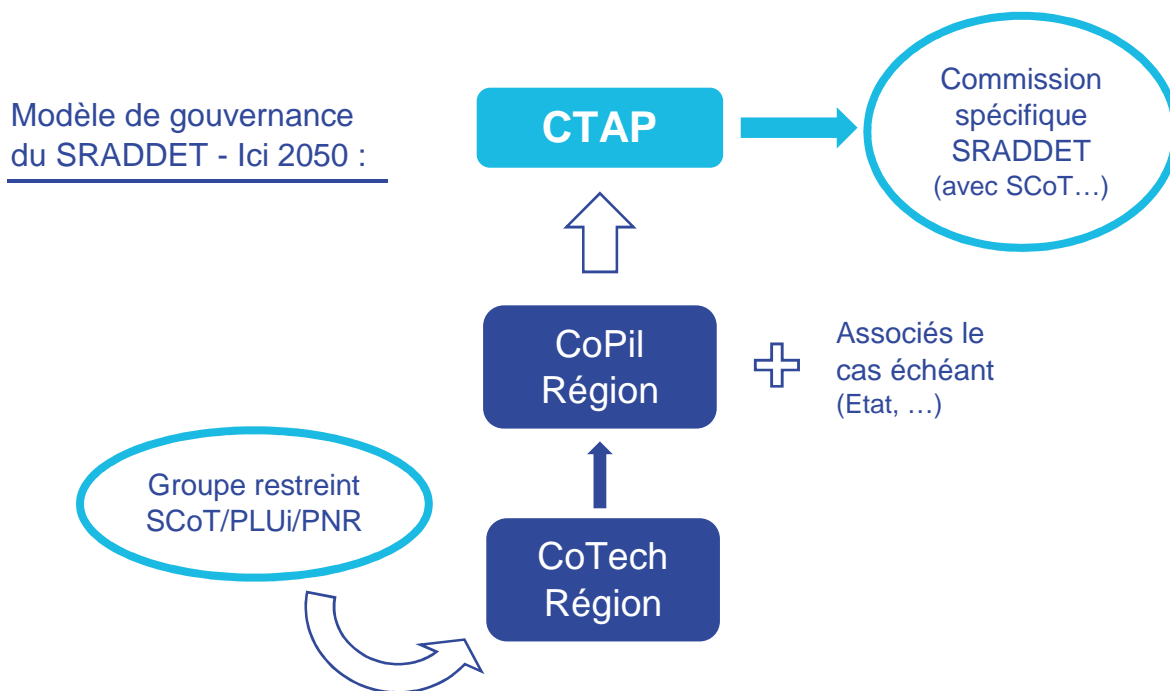 Modèle de gouvernance
du SRADDET - Ici 2050 :
CTAP
Commission
spécifique
SRADDET
(avec SCoT…)
CoPil
Région
Associés le
cas échéant
(Etat, …)
Groupe restreint
SCoT/PLUi/PNR
CoTech
Région